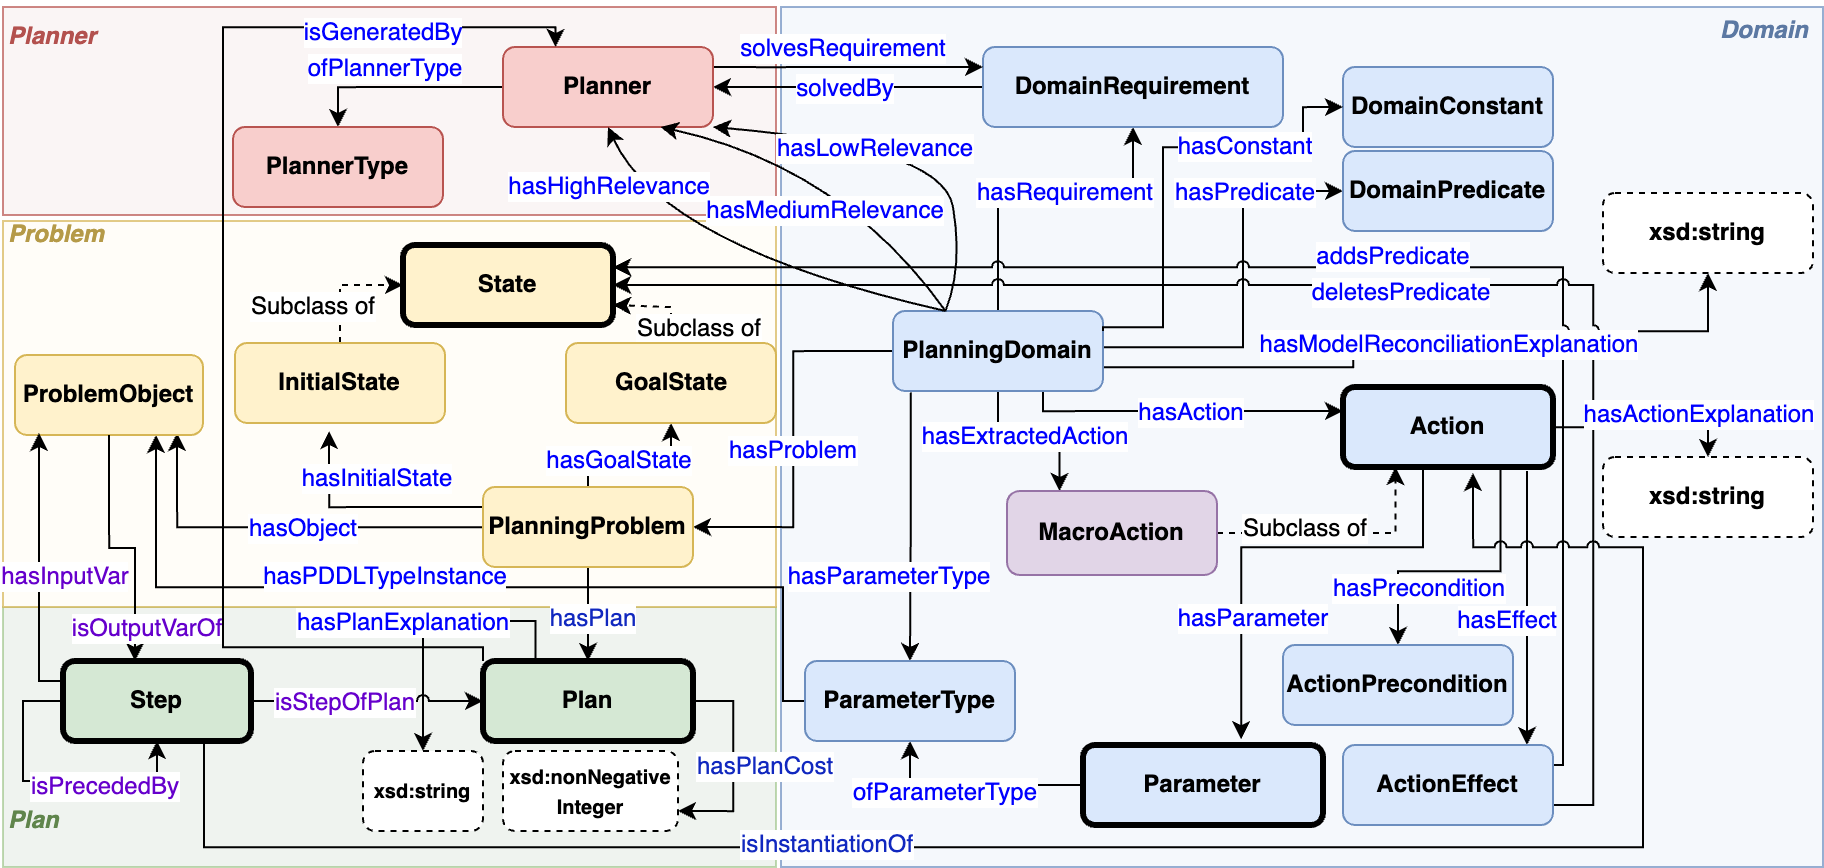 Planner
isGeneratedBy
ofPlannerType
Planner
PlannerType
solvesRequirement
solvedBy
DomainRequirement
Domain
DomainConstant
hasConstant
hasLowRelevance
hasHighRelevance
hasMediumRelevance
hasRequirement
hasPredicate
DomainPredicate
xsd:string
Problem
State
Subclass of
Subclass of
addsPredicate
deletesPredicate
PlanningDomain
hasModelReconciliationExplanation
ProblemObject
InitialState
GoalState
hasAction
Action
hasActionExplanation
hasExtractedAction
hasProblem
hasGoalState
hasInitialState
xsd:string
hasObject
PlanningProblem
MacroAction
Subclass of
hasInputVar
hasPDDLTypeInstance
hasParameterType
hasPrecondition
isOutputVarOf
hasPlanExplanation
hasPlan
hasParameter
hasEffect
Step
isStepOfPlan
Plan
ParameterType
ActionPrecondition
isPrecededBy
xsd:string
xsd:nonNegative
Integer
hasPlanCost
ofParameterType
Parameter
ActionEffect
Plan
isInstantiationOf